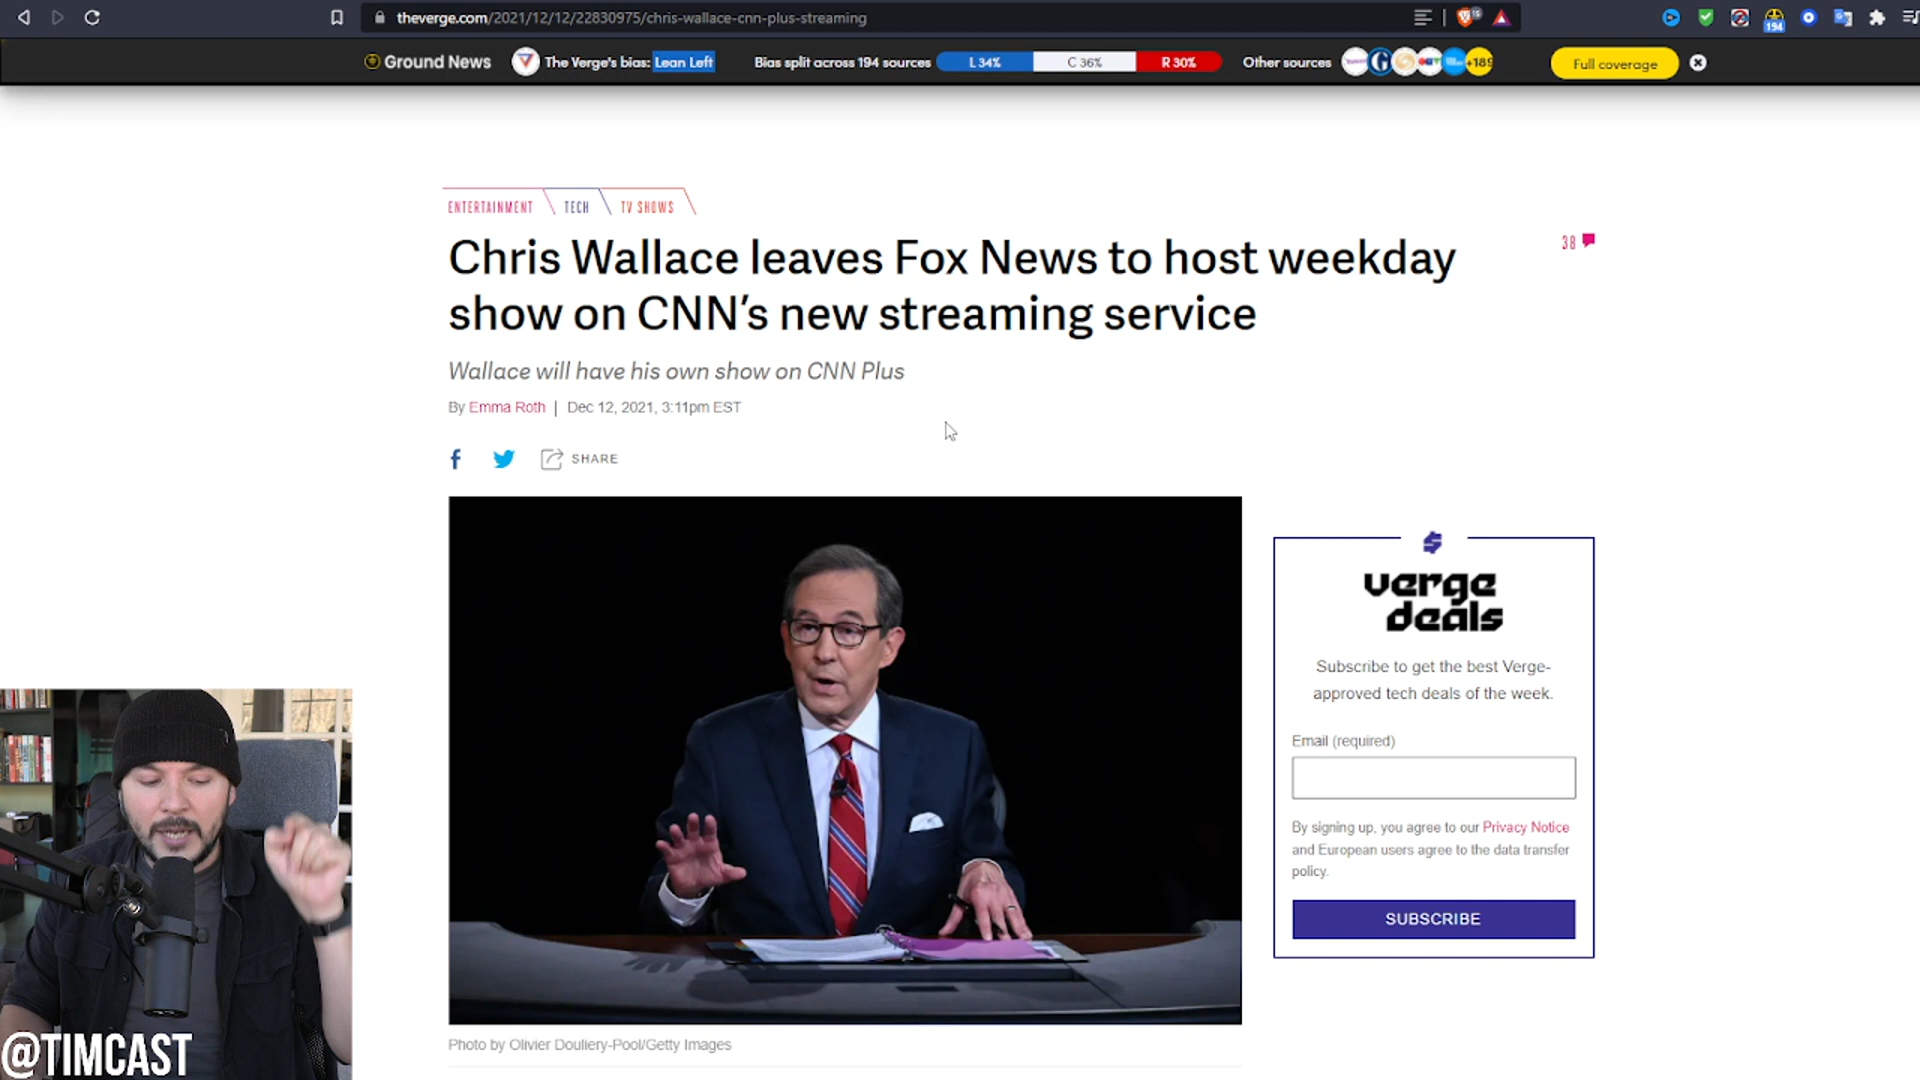 theverge.com/2021/12/12/22830975/chris-wallace-cnn-plus-streaming
194
Ground News The Verge's bias: Lean Left Bias split across 194 sources L 34% C 36% R 30% Other sources +189 Full coverage
ENTERTAINMENT TECH TV SHOWS
Chris Wallace leaves Fox News to host weekday
show on CNN's new streaming service
38
Wallace will have his own show on CNN Plus
By Emma Roth | Dec 12, 2021, 3:11pm EST
SHARE
verge
deals
Subscribe to get the best Verge-
approved tech deals of the week.
Email (required)
By signing up, you agree to our Privacy Notice
and European users agree to the data transfer
policy.
SUBSCRIBE
Photo by Olivier Douliery-Pool/Getty Images
@TIMCAST